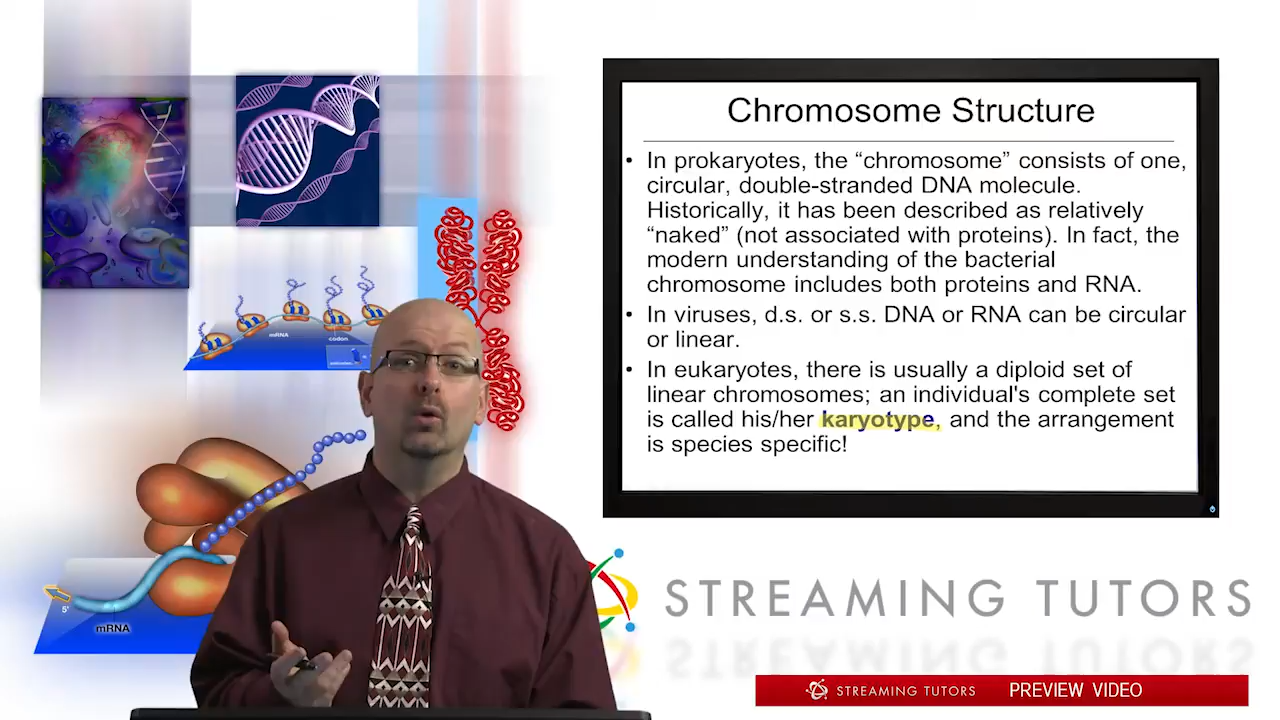 Chromosome Structure
• In prokaryotes, the “chromosome” consists of one,
circular, double-stranded DNA molecule.
Historically, it has been described as relatively
“naked” (not associated with proteins). In fact, the
modern understanding of the bacterial
chromosome includes both proteins and RNA.
• In viruses, d.s. or s.s. DNA or RNA can be circular
or linear.
• In eukaryotes, there is usually a diploid set of
linear chromosomes; an individual's complete set
is called his/her karyotype, and the arrangement
is species specific!
mRNA
codon
5'
mRNA
STREAMING TUTORS
STREAMING TUTORS
PREVIEW VIDEO